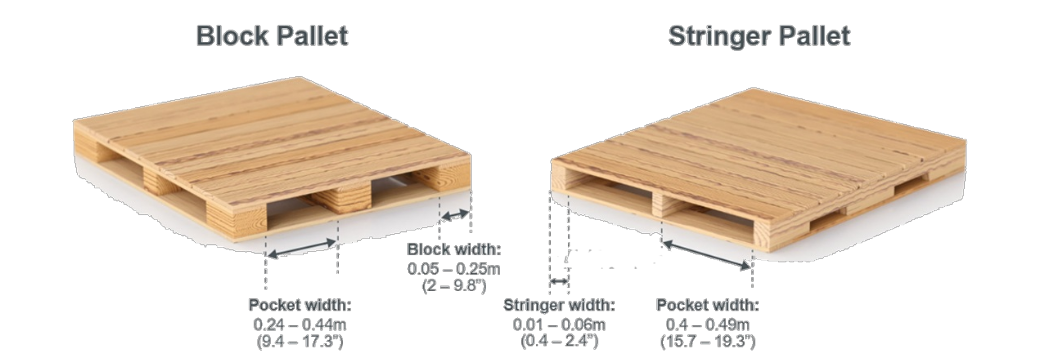 Block Pallet
Stringer Pallet
Block width:
0.05 – 0.25m
(2 – 9.8")
Pocket width:
0.24 – 0.44m
(9.4 – 17.3")
Stringer width:
0.01 – 0.06m
(0.4 – 2.4")
Pocket width:
0.4 – 0.49m
(15.7 – 19.3")